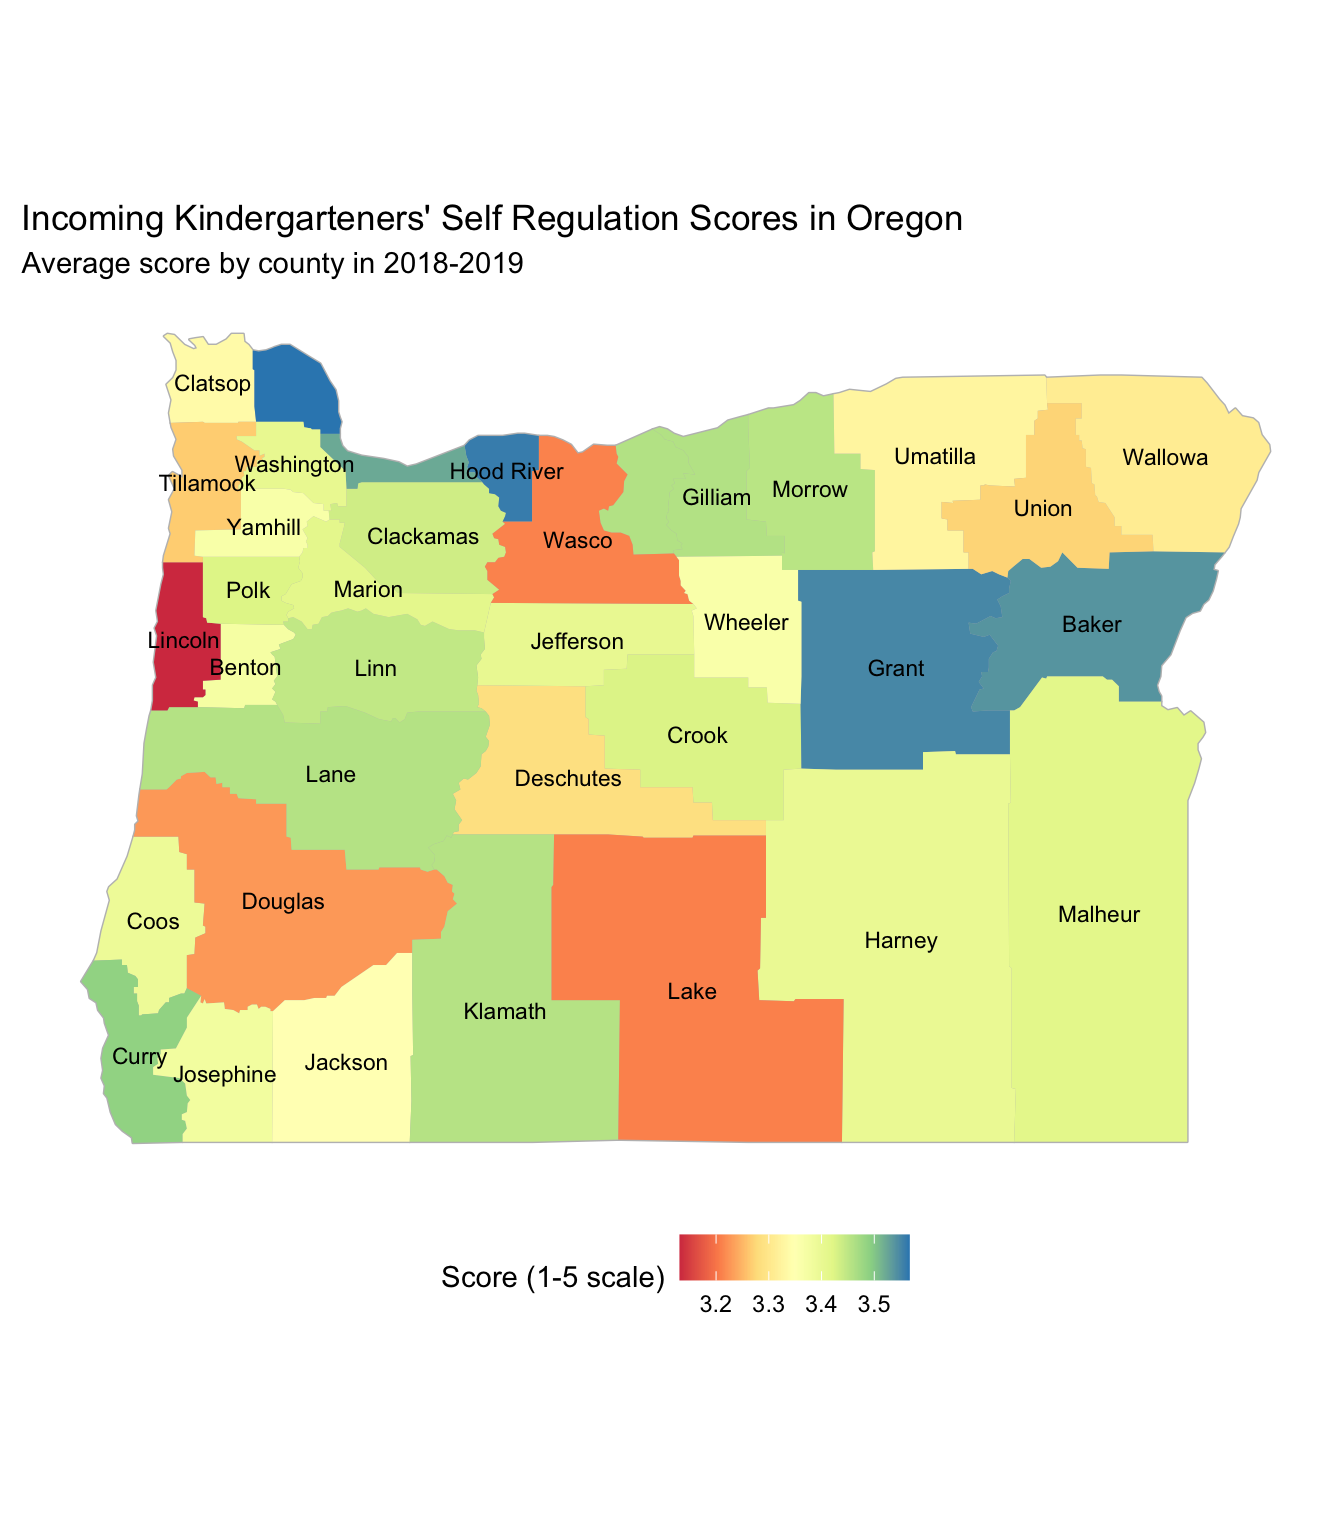 Incoming Kindergarteners' Self Regulation Scores in Oregon
Average score by county in 2018-2019
Clatsop
Washington
Tillamook
Hood River
Umatilla
Wallowa
Yamhill
Clackamas
Wasco
Gilliam
Morrow
Union
Polk
Marion
Lincoln
Benton
Linn
Jefferson
Wheeler
Grant
Baker
Lane
Deschutes
Crook
Douglas
Coos
Harney
Malheur
Klamath
Lake
Curry
Josephine
Jackson
Score (1-5 scale)
3.2 3.3 3.4 3.5